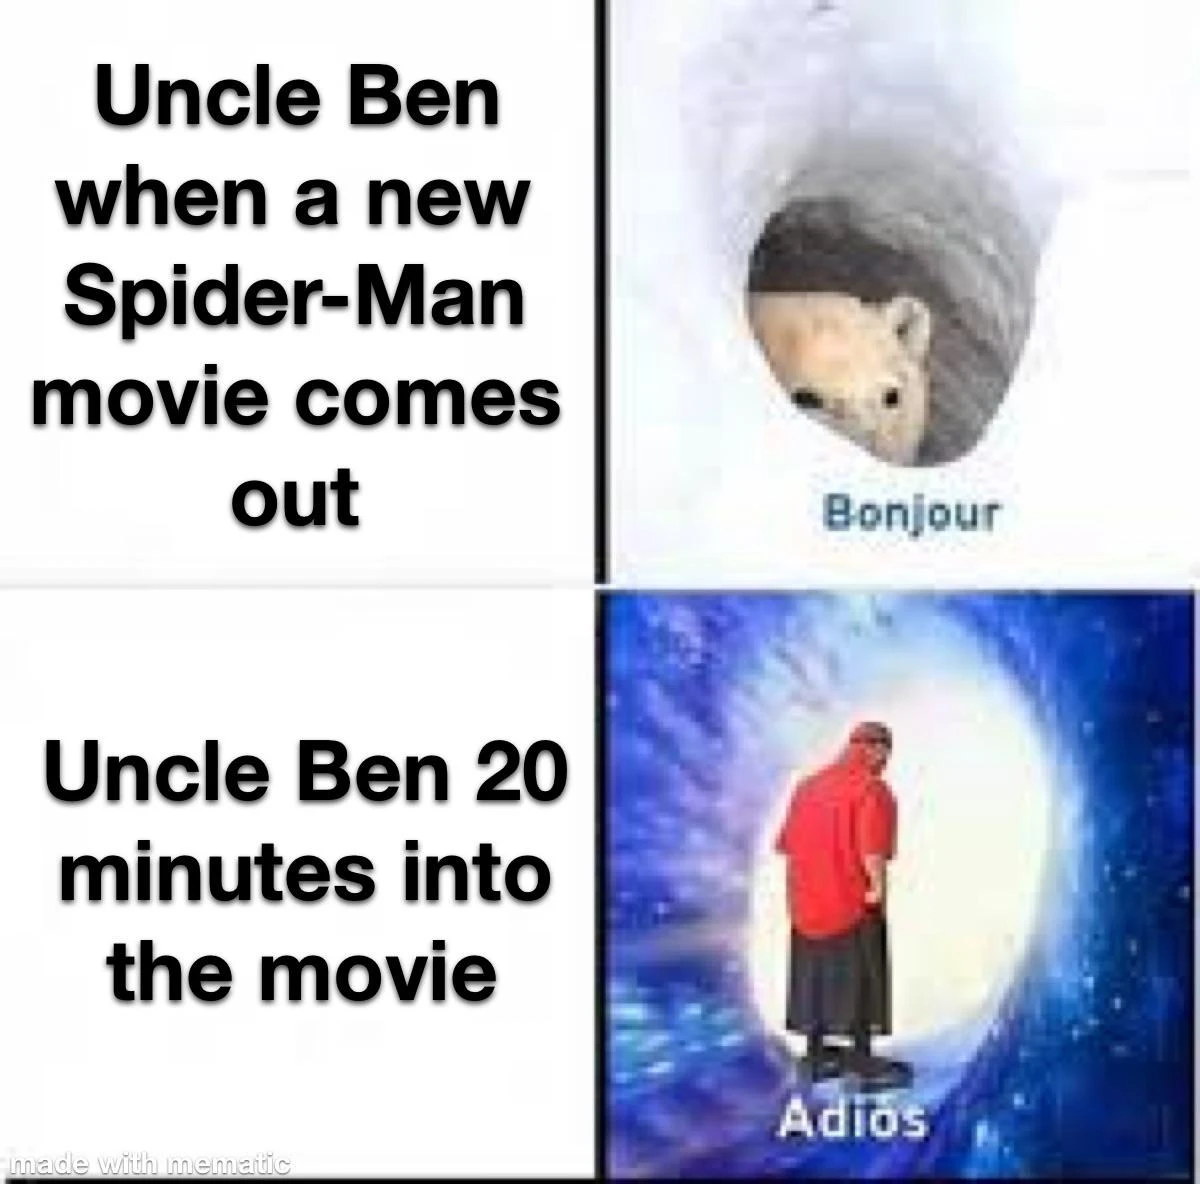 Uncle Ben
when a new
Spider-Man
movie comes
out
Bonjour
Uncle Ben 20
minutes into
the movie
Adiós
made with mematic